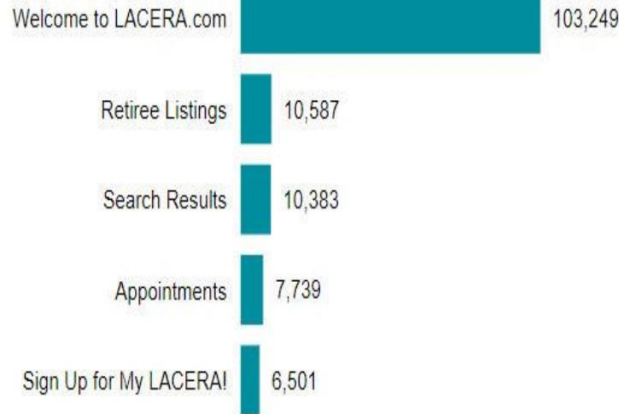 Welcome to LACERA.com 103,249
Retiree Listings 10,587
Search Results 10,383
Appointments 7,739
Sign Up for My LACERA! 6,501